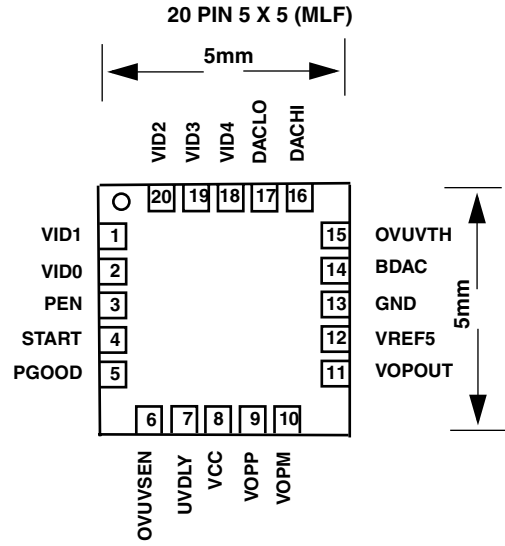 20 PIN 5 X 5 (MLF)
5mm
VID2 VID3 VID4 DACLO DACHI
20 19 18 17 16
VID1 1 15 OVUVTH
VID0 2 14 BDAC
PEN 3 13 GND
START 4 12 VREF5
PGOOD 5 11 VOPOUT
5mm
6 7 8 9 10
OVUVSEN UVDLY VCC VOPP VOPM